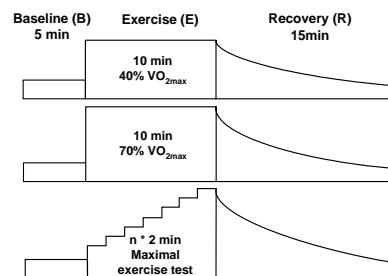 Baseline (B) Exercise (E) Recovery (R)
5 min 15min
10 min
40% VO2max
10 min
70% VO2max
n * 2 min
Maximal
exercise test